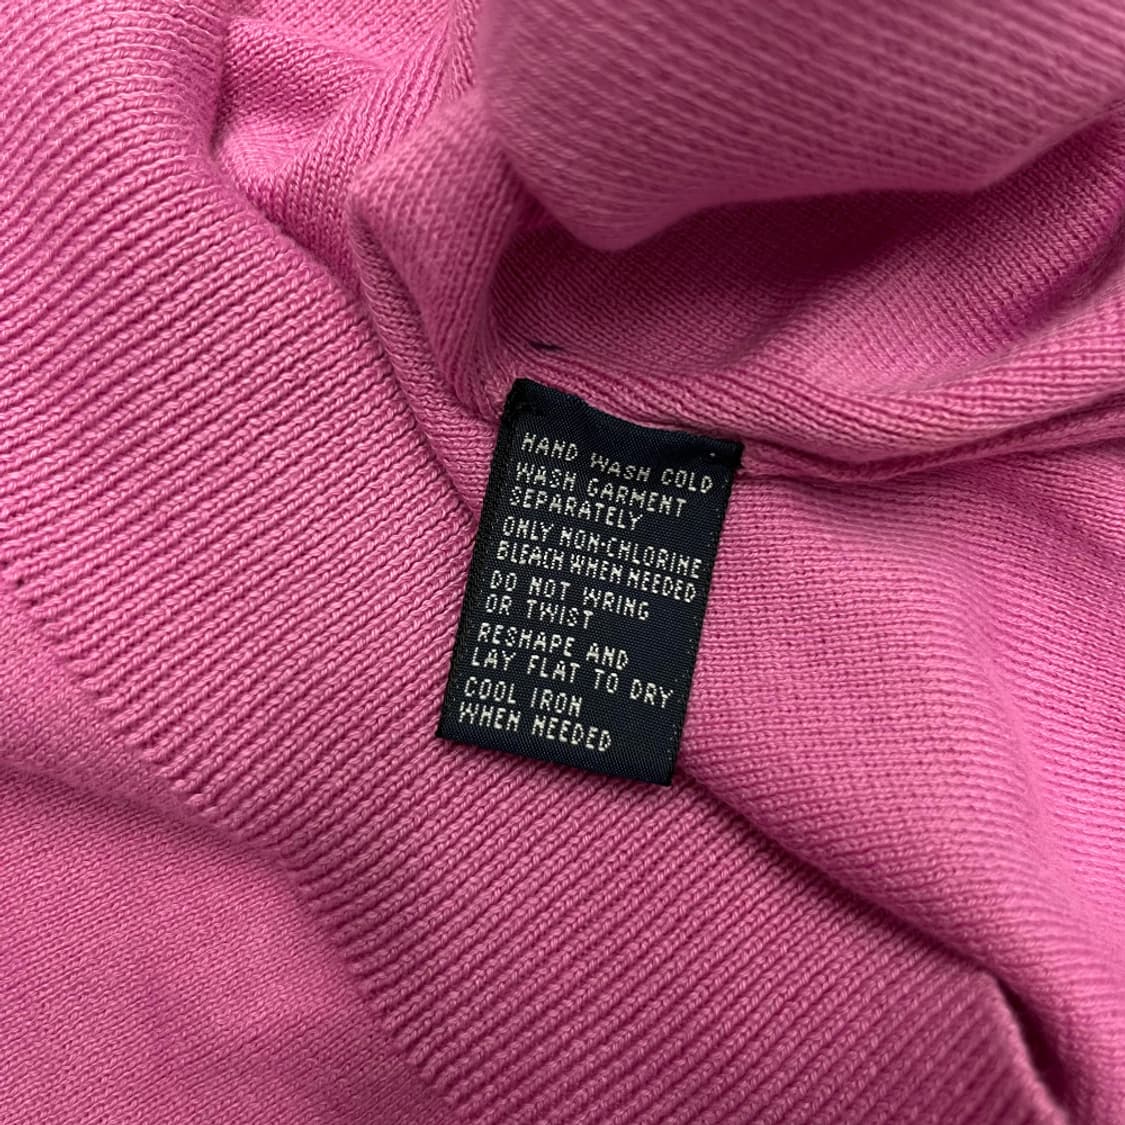 HAND WASH COLD
WASH GARMENT
SEPARATELY
ONLY NON-CHLORINE
BLEACH WHEN NEEDED
DO NOT WRING
OR TWIST
RESHAPE AND
LAY FLAT TO DRY
COOL IRON
WHEN NEEDED